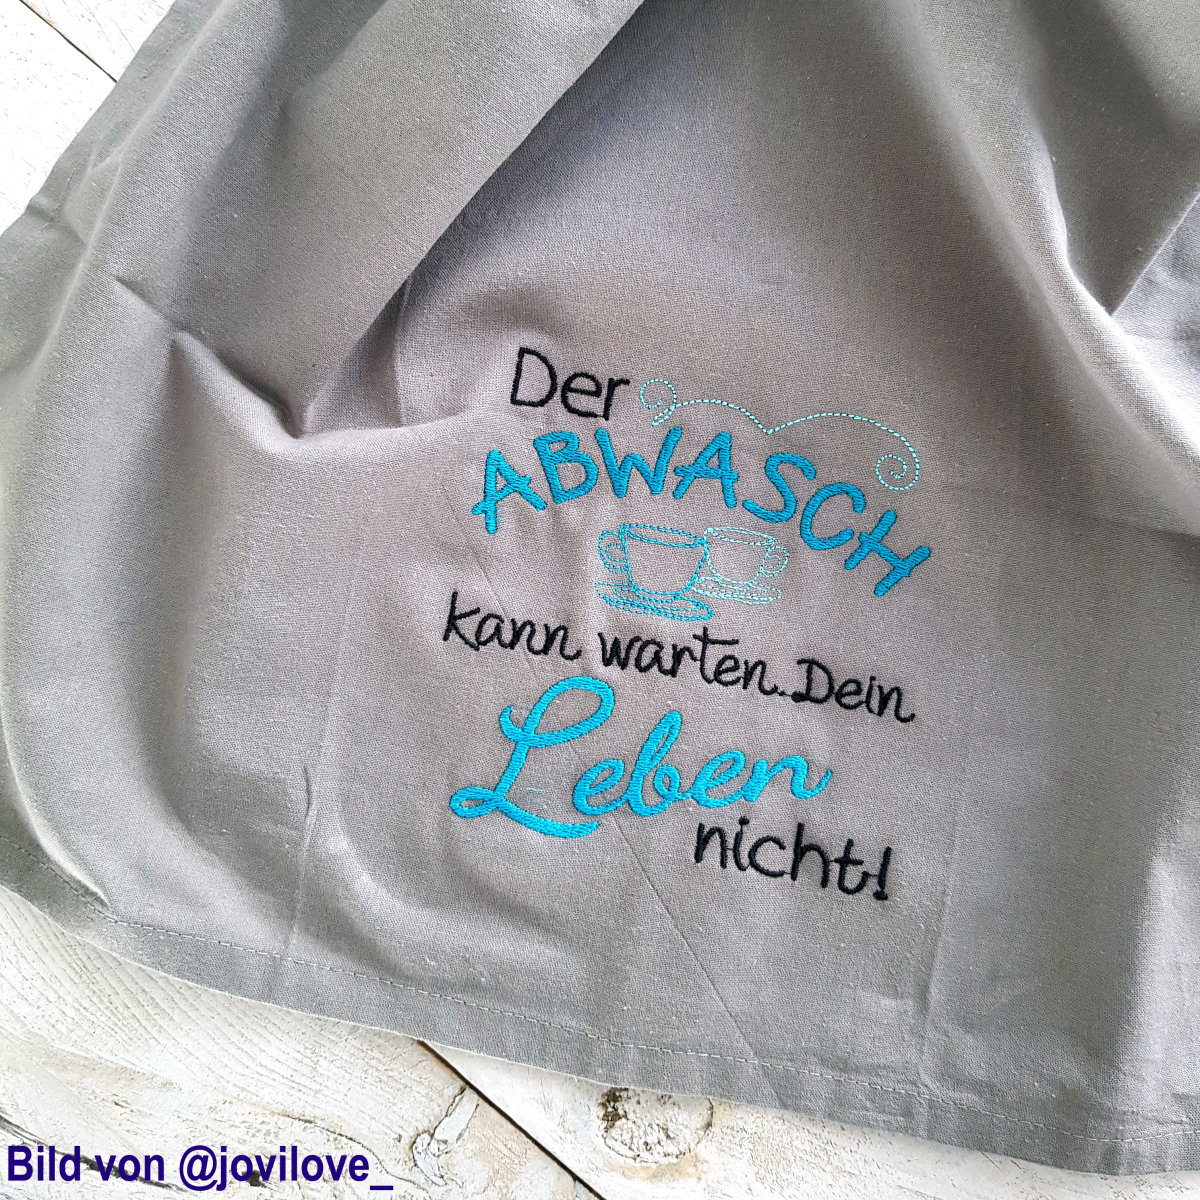 Der
ABWASCH
kann warten..Dein
Leben
nicht!
Bild von @jovilove_